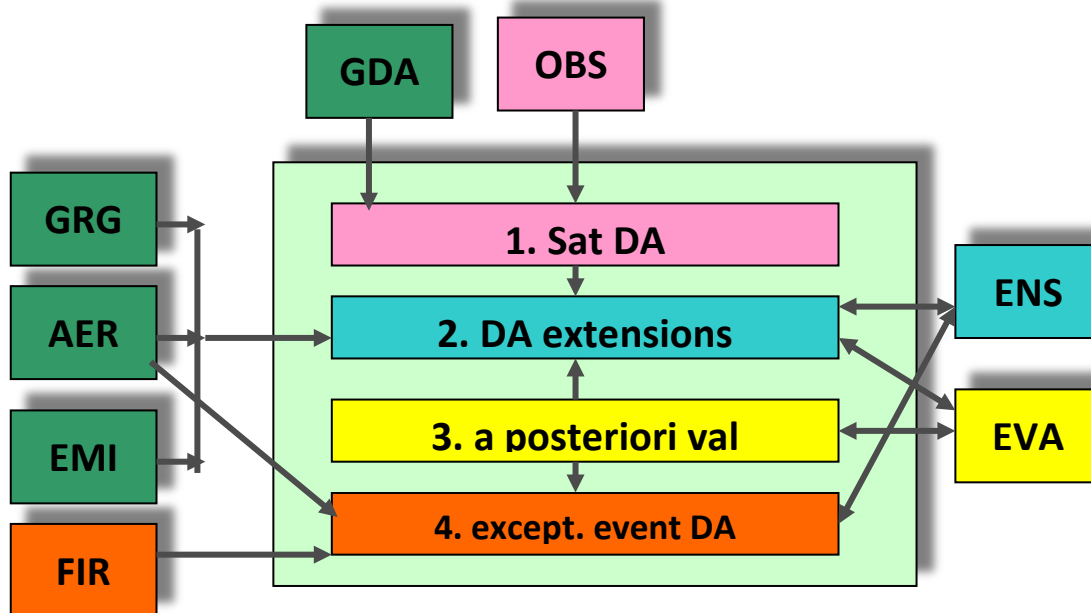 GDA
OBS
GRG
1. Sat DA
ENS
2. DA extensions
AER
3. a posteriori val
EVA
EMI
4. except. event DA
FIR